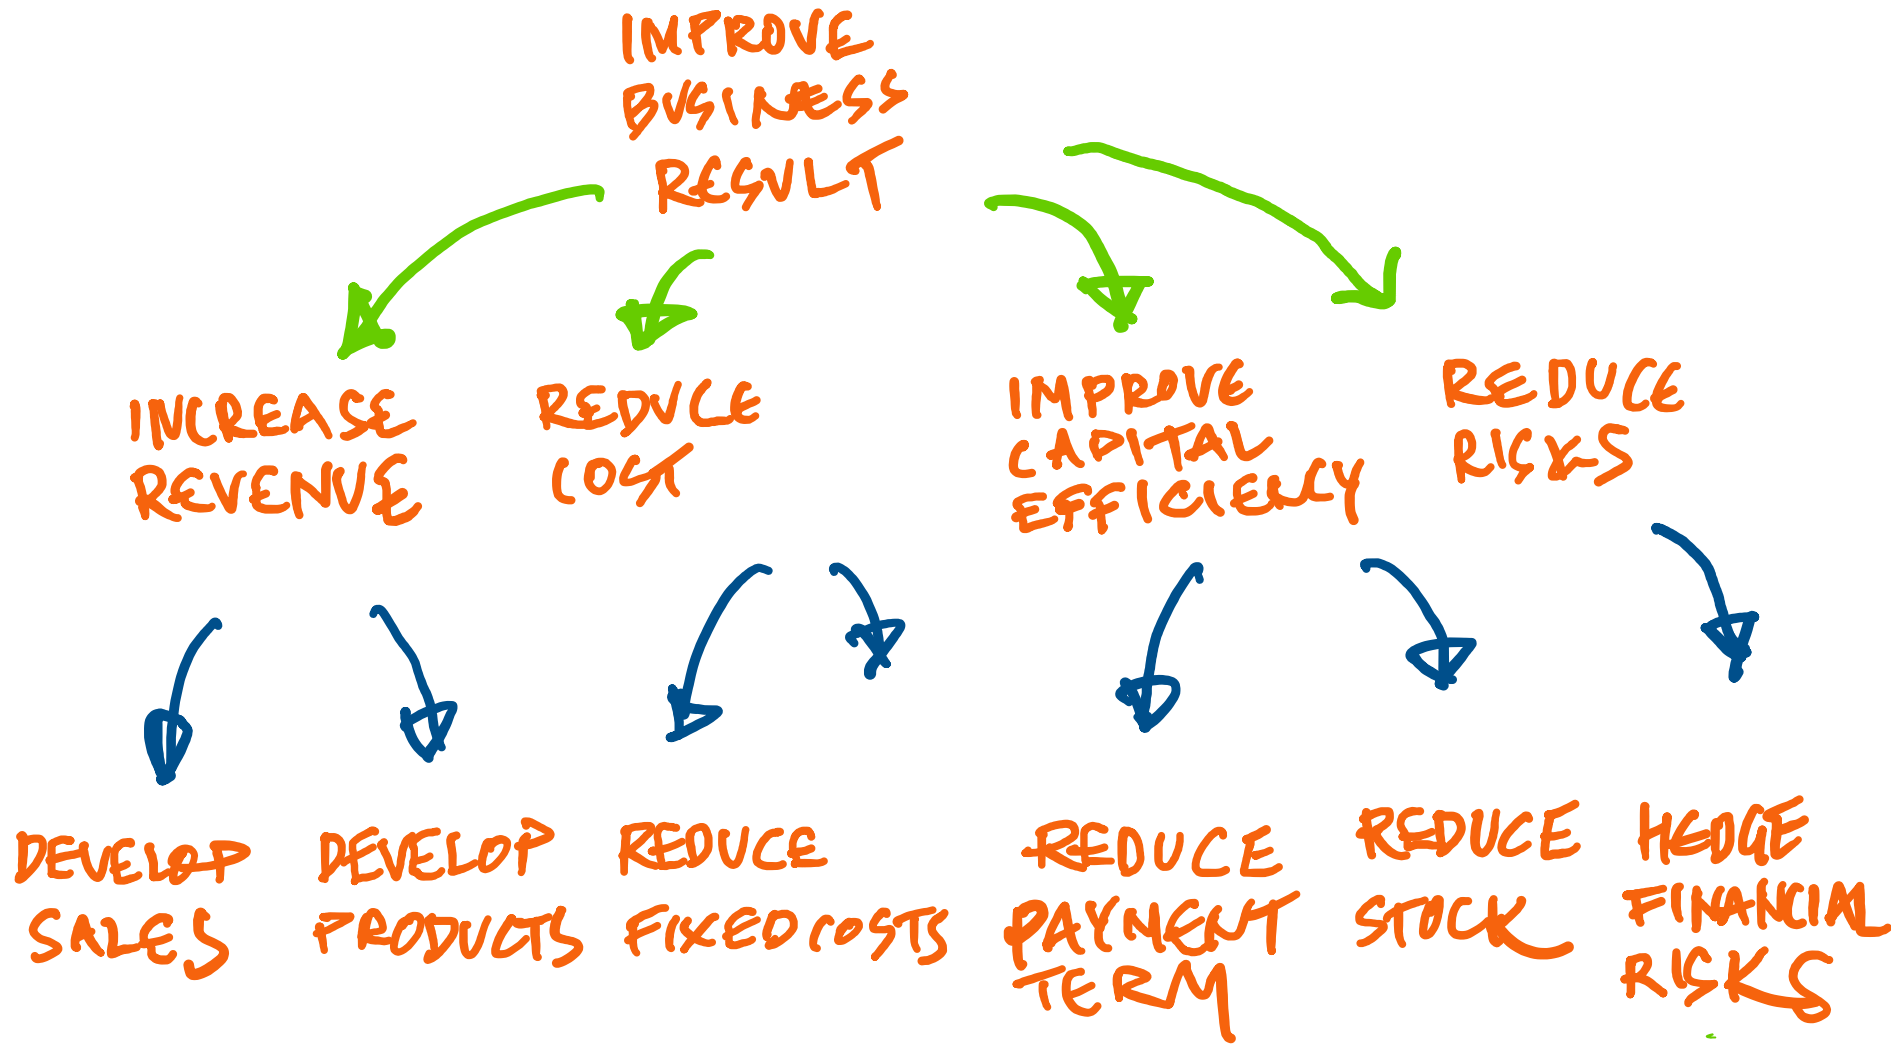 IMPROVE
BUSINESS
RESULT
INCREASE
REVENUE
REDUCE
COST
IMPROVE
CAPITAL
EFFICIENCY
REDUCE
RISKS
DEVELOP
SALES
DEVELOP
PRODUCTS
REDUCE
FIXED COSTS
REDUCE
PAYMENT
TERM
REDUCE
STOCK
HEDGE
FINANCIAL
RISKS